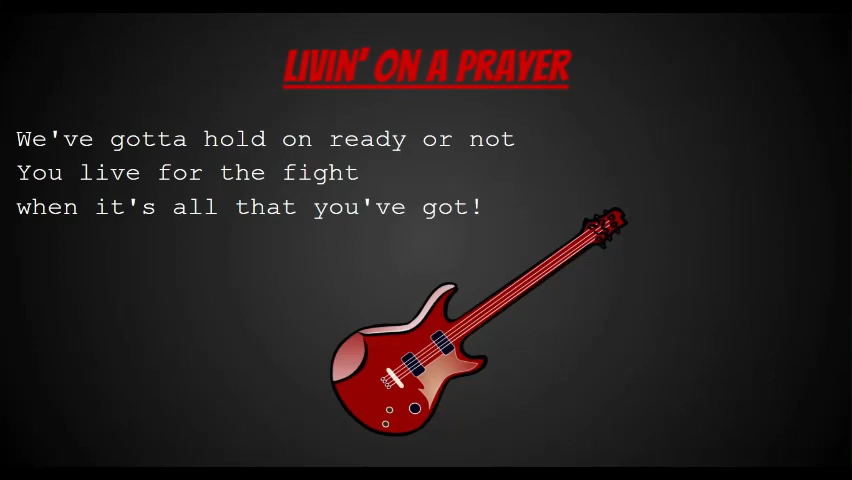 LIVIN' ON A PRAYER
We've gotta hold on ready or not
You live for the fight
when it's all that you've got!